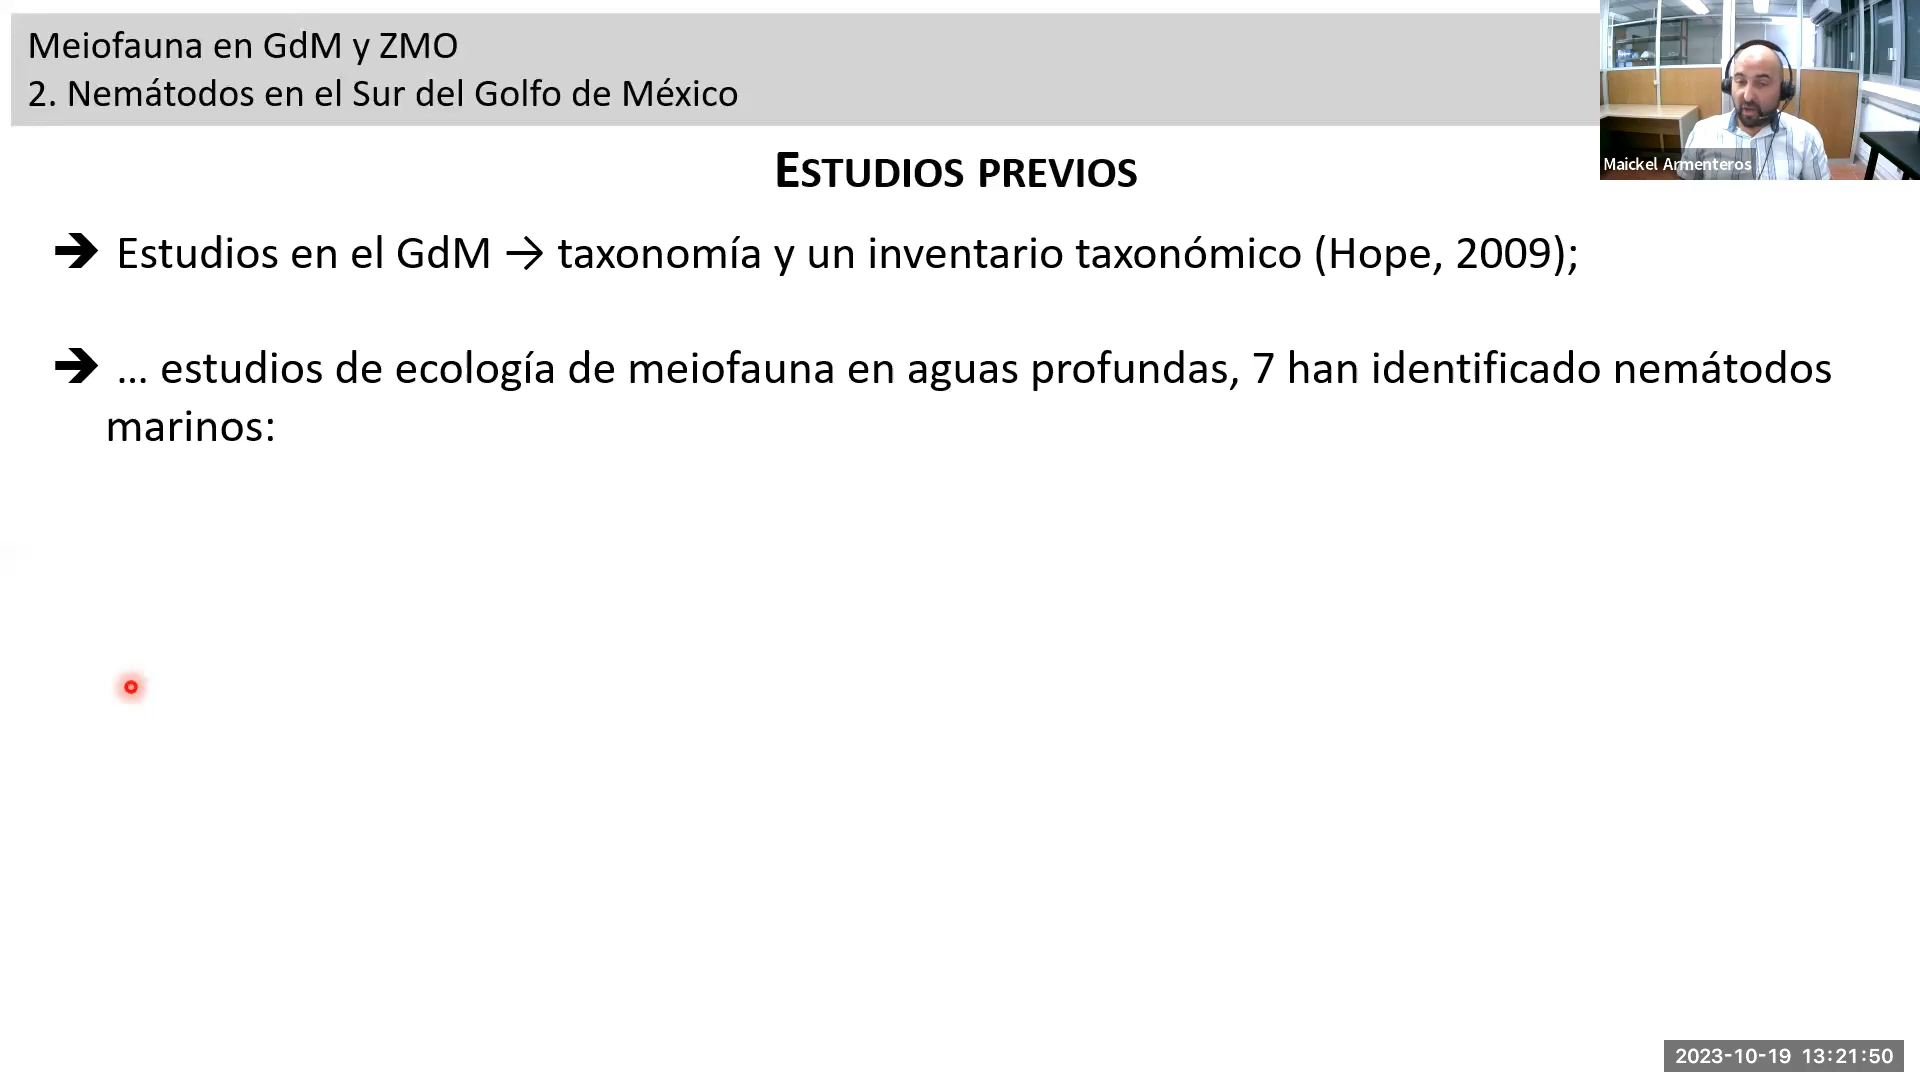 Meiofauna en GdM y ZMO
2. Nemátodos en el Sur del Golfo de México
Maickel Armenteros
ESTUDIOS PREVIOS
➔ Estudios en el GdM → taxonomía y un inventario taxonómico (Hope, 2009);
➔ ... estudios de ecología de meiofauna en aguas profundas, 7 han identificado nemátodos
marinos:
2023-10-19 13:21:50